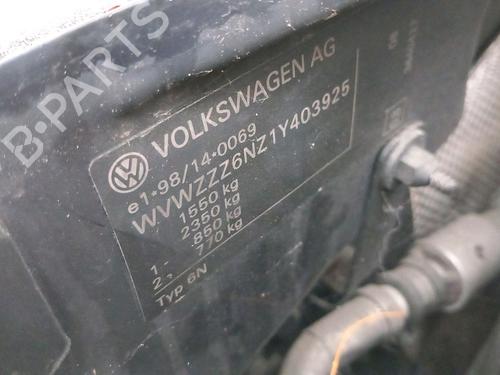 B-PARTS
VOLKSWAGEN AG
e1*98/14*0069
WVWZZZ6NZ1Y403925
1550 kg
2350 kg
1- 850 kg
2- 770 kg
Typ 6N